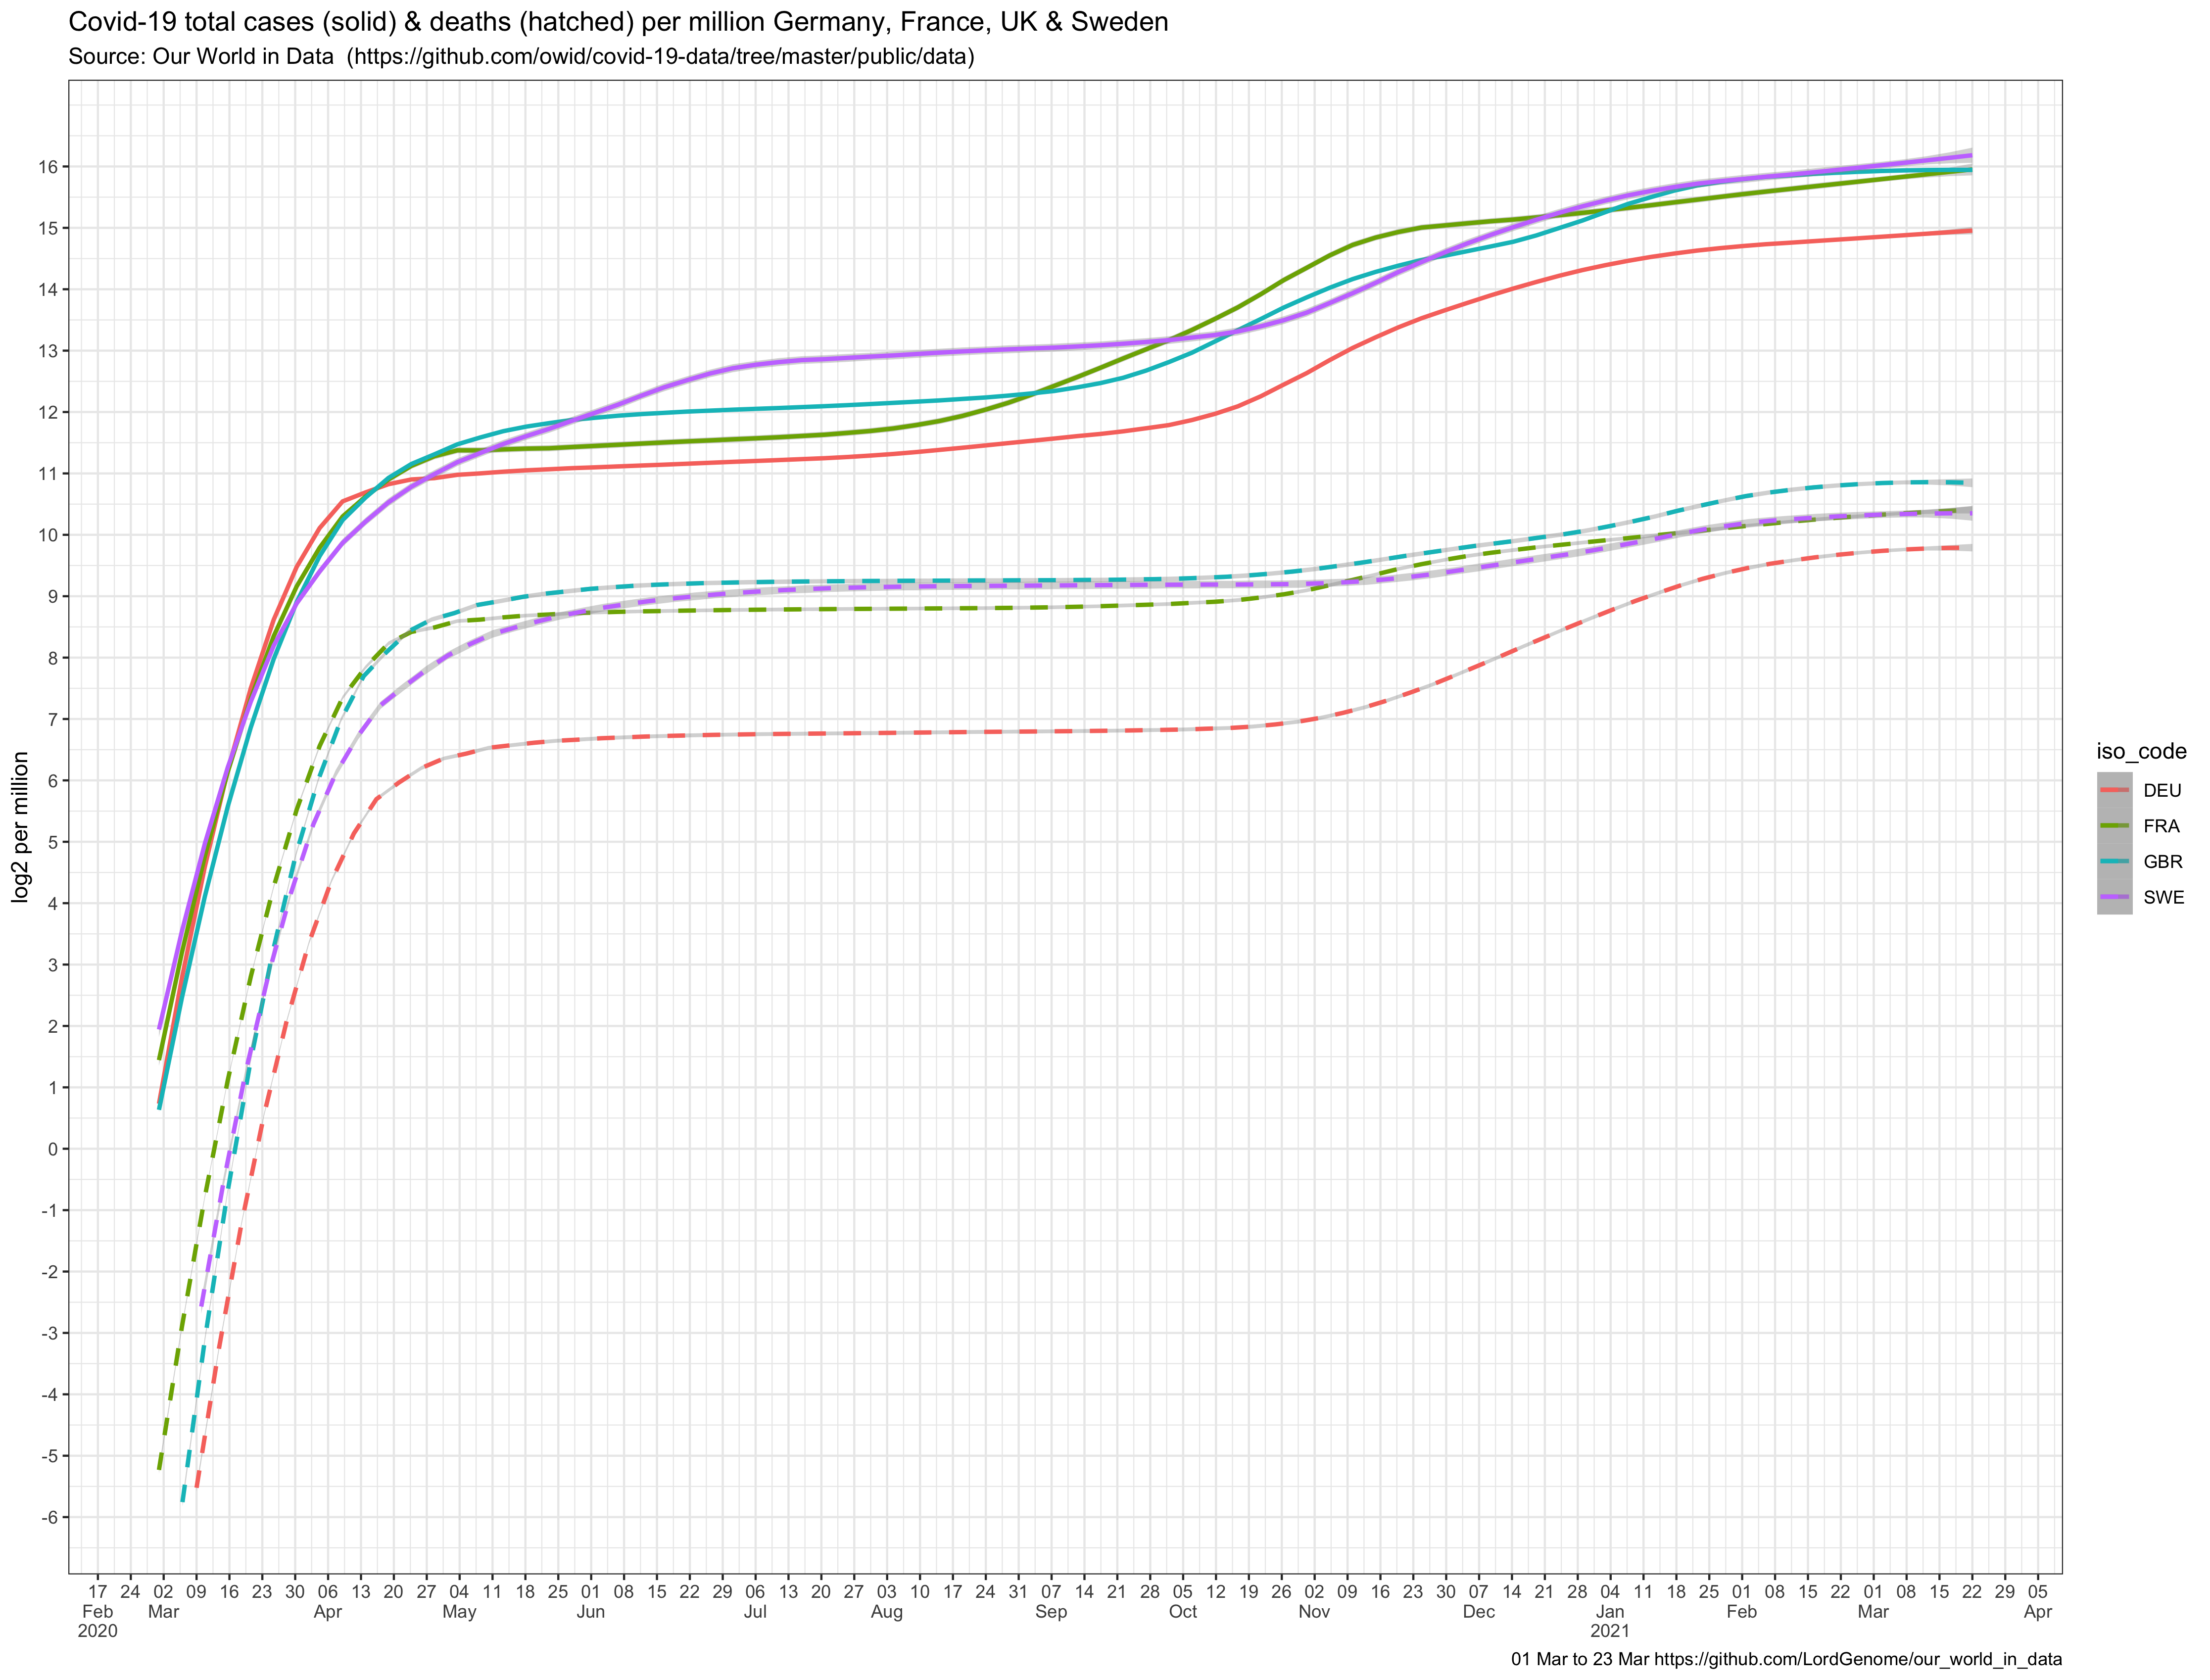 Covid-19 total cases (solid) & deaths (hatched) per million Germany, France, UK & Sweden
Source: Our World in Data  (https://github.com/owid/covid-19-data/tree/master/public/data)
log2 per million
16
15
14
13
12
11
10
9
8
7
6
5
4
3
2
1
0
-1
-2
-3
-4
-5
-6
iso_code
DEU
FRA
GBR
SWE
17 24 02 09 16 23 30 06 13 20 27 04 11 18 25 01 08 15 22 29 06 13 20 27 03 10 17 24 31 07 14 21 28 05 12 19 26 02 09 16 23 30 07 14 21 28 04 11 18 25 01 08 15 22 01 08 15 22 29 05
Feb Mar Apr May Jun Jul Aug Sep Oct Nov Dec Jan Feb Mar Apr
2020 2021
01 Mar to 23 Mar https://github.com/LordGenome/our_world_in_data